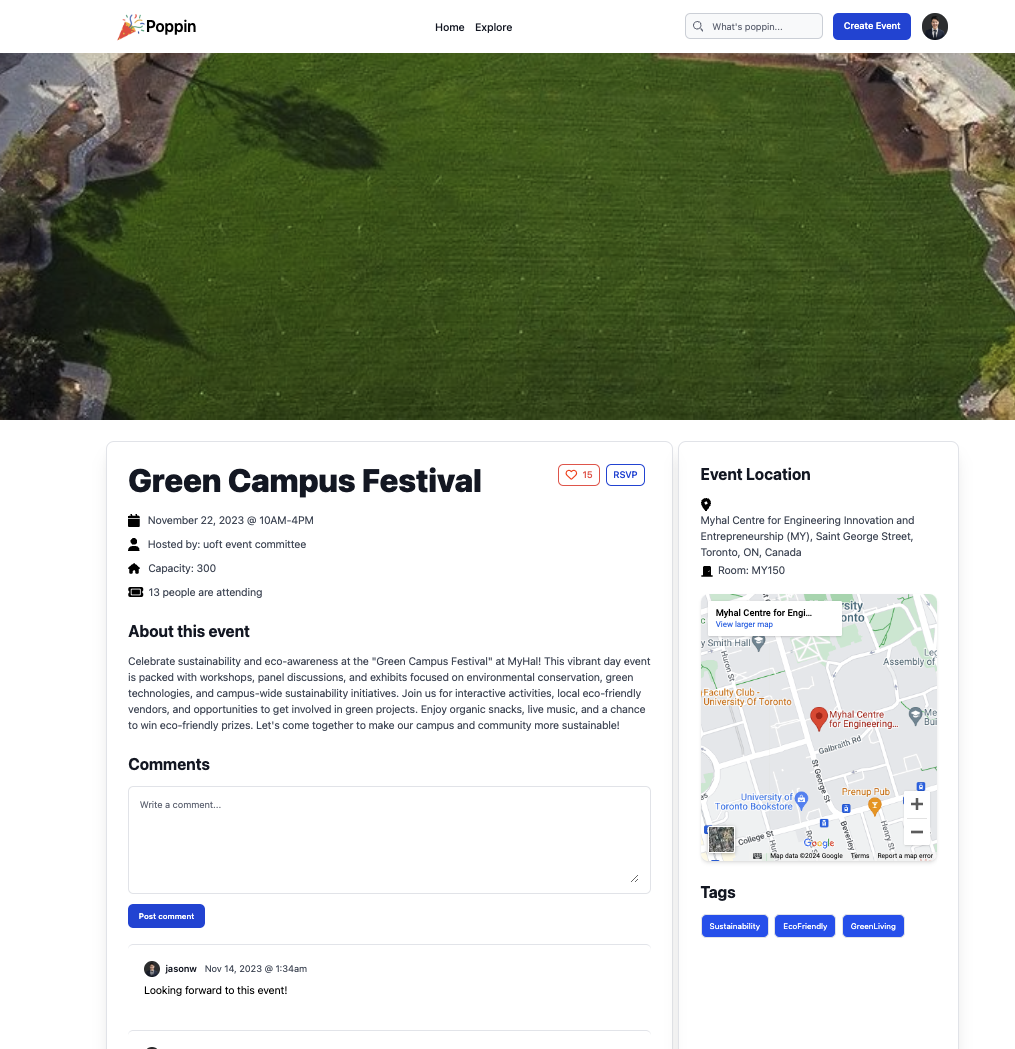 Poppin
Home Explore
What's poppin...
Create Event
Green Campus Festival
15
RSVP
November 22, 2023 @ 10AM-4PM
Hosted by: uoft event committee
Capacity: 300
13 people are attending
About this event
Celebrate sustainability and eco-awareness at the "Green Campus Festival" at MyHal! This vibrant day event
is packed with workshops, panel discussions, and exhibits focused on environmental conservation, green
technologies, and campus-wide sustainability initiatives. Join us for interactive activities, local eco-friendly
vendors, and opportunities to get involved in green projects. Enjoy organic snacks, live music, and a chance
to win eco-friendly prizes. Let's come together to make our campus and community more sustainable!
Comments
Write a comment...
Post comment
jasonw Nov 14, 2023 @ 1:34am
Looking forward to this event!
Event Location
Myhal Centre for Engineering Innovation and
Entrepreneurship (MY), Saint George Street,
Toronto, ON, Canada
Room: MY150
Myhal Centre for Engi...
View larger map
rsity
onto
y Smith Hall
Huron St
Leg
Assembly of
Faculty Club -
University Of Toronto
Myhal Centre
for Engineering...
Me
Bui
Galbraith Rd
St George St
University of
Toronto Bookstore
Prenup Pub
College St
Beverley
Henry St
Google
Map data ©2024 Google Terms Report a map error
Tags
Sustainability
EcoFriendly
GreenLiving